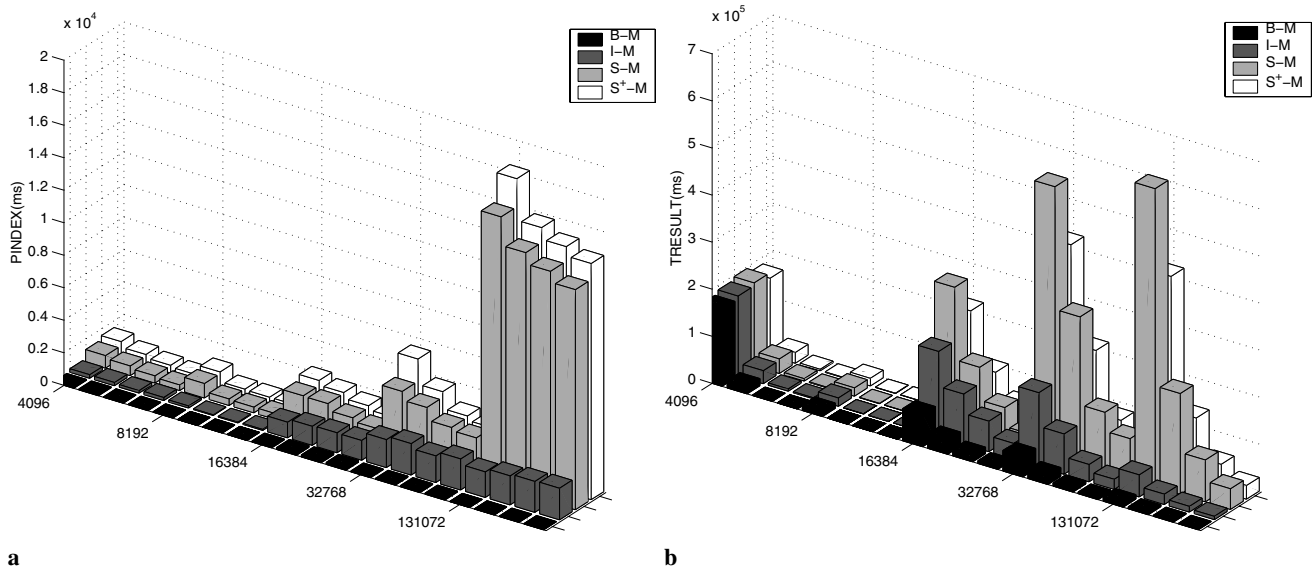 x 10^4
2
1.8
1.6
1.4
1.2
1
0.8
0.6
0.4
0.2
0
PINDEX(ms)
4096
8192
16384
32768
131072
B−M
I−M
S−M
S⁺−M
a
x 10^5
7
6
5
4
3
2
1
0
TRESULT(ms)
4096
8192
16384
32768
131072
B−M
I−M
S−M
S⁺−M
b